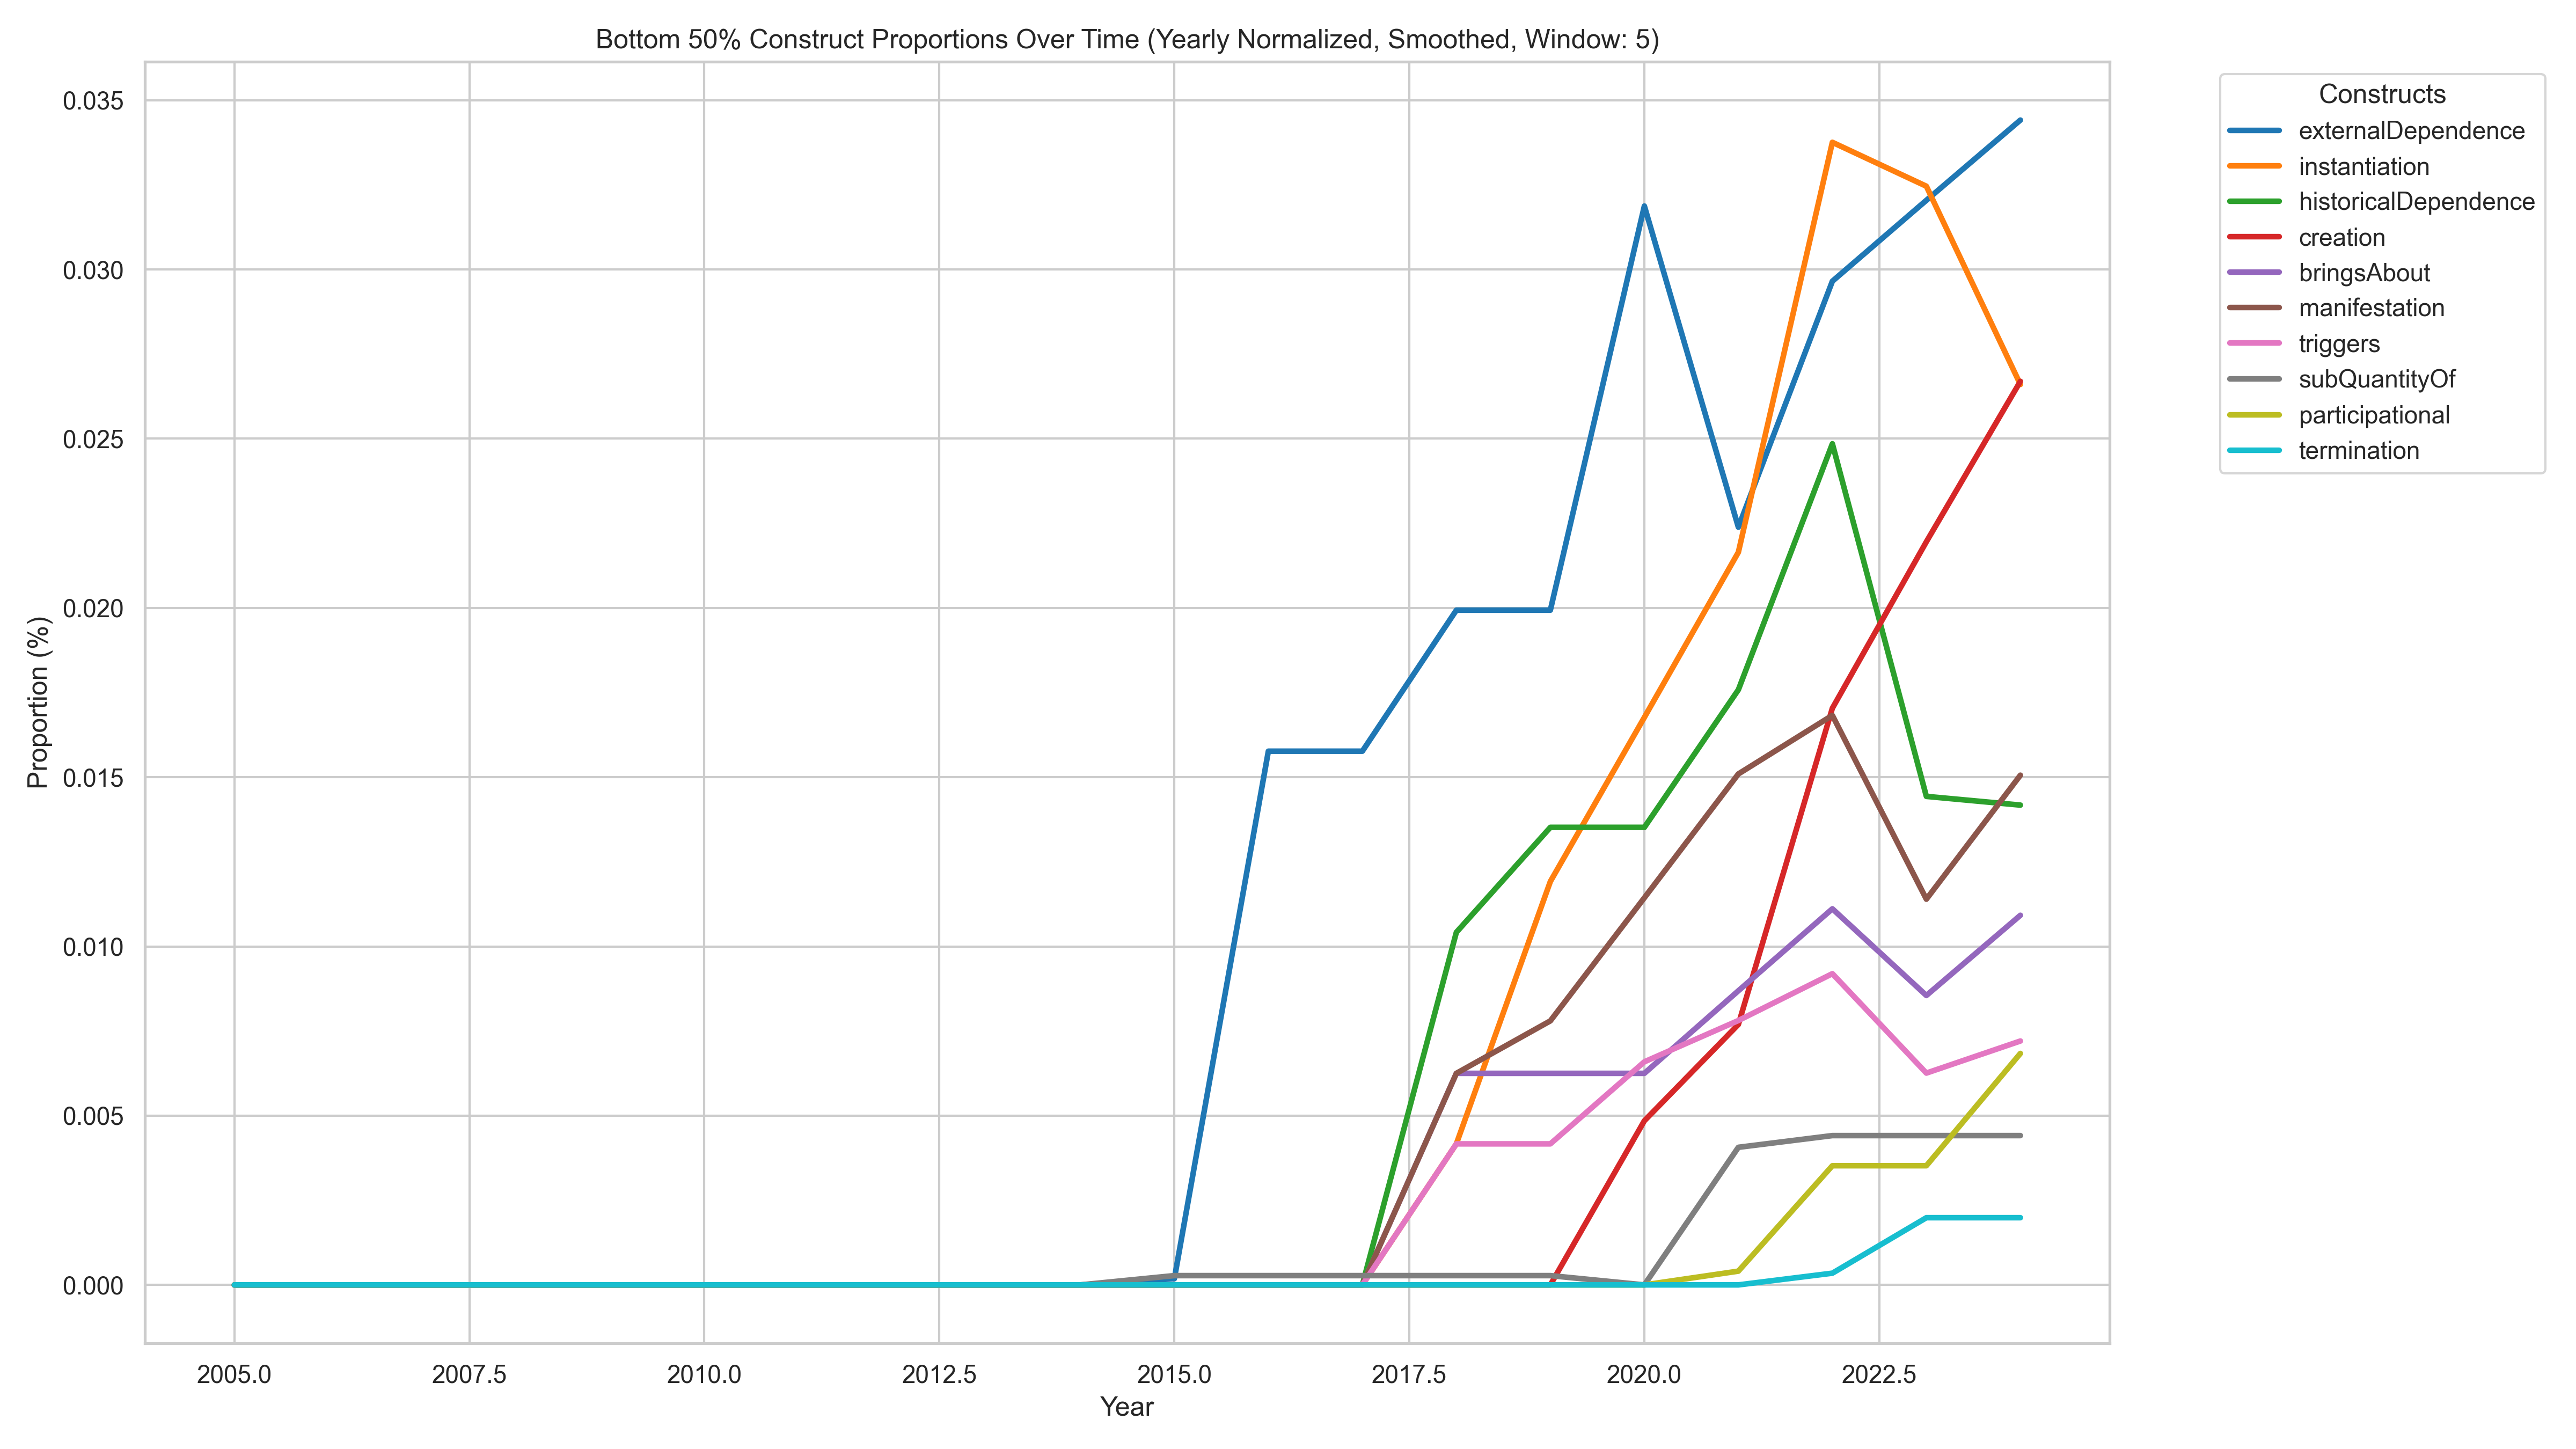 Bottom 50% Construct Proportions Over Time (Yearly Normalized, Smoothed, Window: 5)
Constructs
externalDependence
instantiation
historicalDependence
creation
bringsAbout
manifestation
triggers
subQuantityOf
participational
termination
Proportion (%)
0.035
0.030
0.025
0.020
0.015
0.010
0.005
0.000
2005.0
2007.5
2010.0
2012.5
2015.0
2017.5
2020.0
2022.5
Year